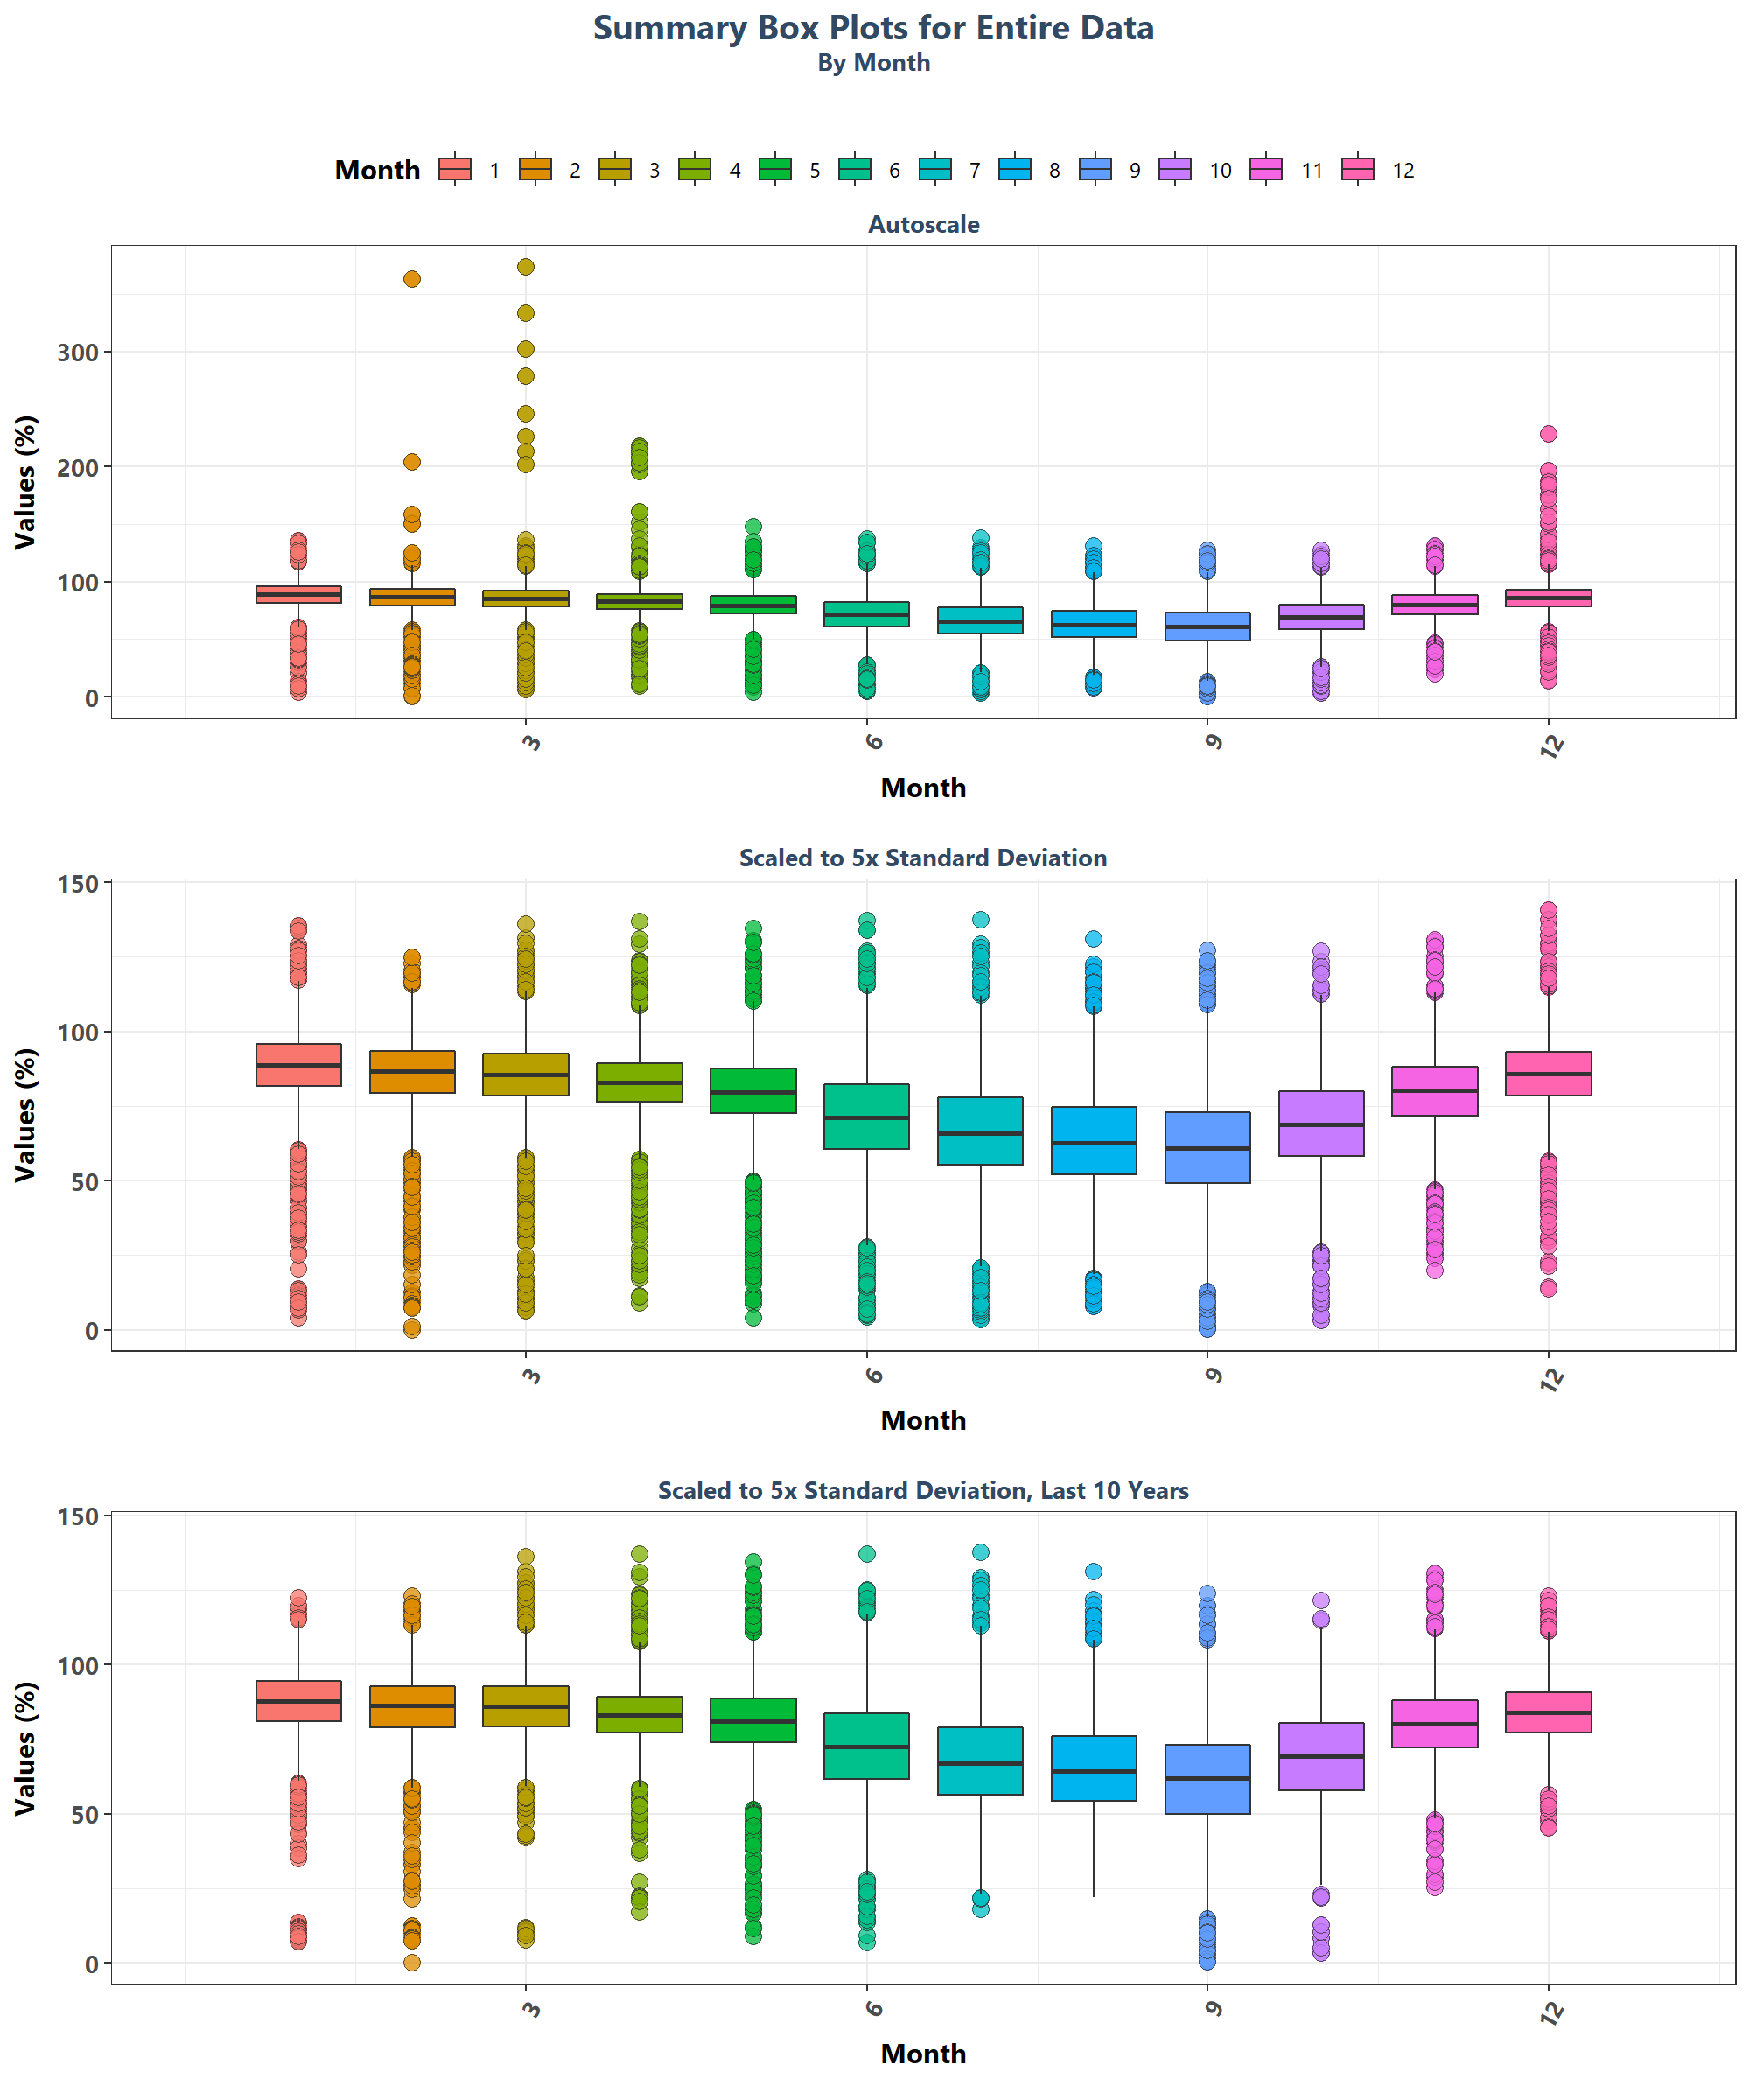 Summary Box Plots for Entire Data
By Month
Month 1 2 3 4 5 6 7 8 9 10 11 12
Autoscale
Values (%)
300
200
100
0
3 6 9 12
Month
Scaled to 5x Standard Deviation
Values (%)
150
100
50
0
3 6 9 12
Month
Scaled to 5x Standard Deviation, Last 10 Years
Values (%)
150
100
50
0
3 6 9 12
Month